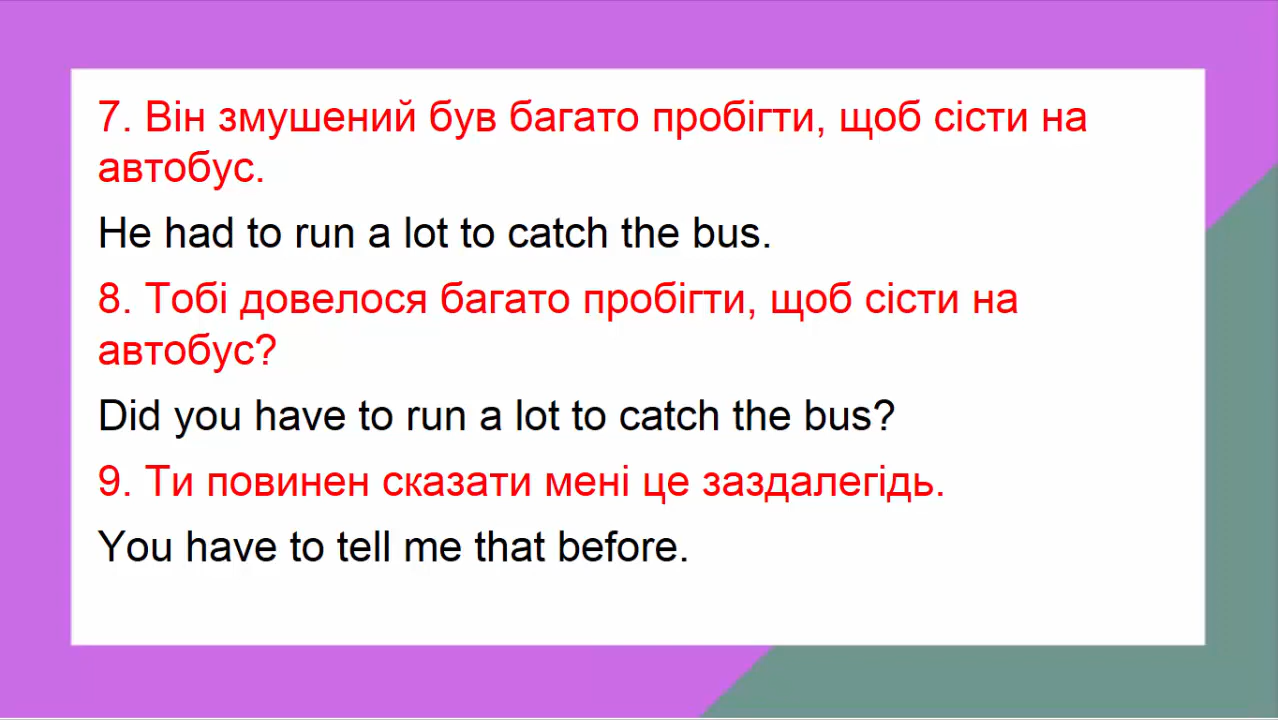 7. Він змушений був багато пробігти, щоб сісти на
автобус.
He had to run a lot to catch the bus.
8. Тобі довелося багато пробігти, щоб сісти на
автобус?
Did you have to run a lot to catch the bus?
9. Ти повинен сказати мені це заздалегідь.
You have to tell me that before.